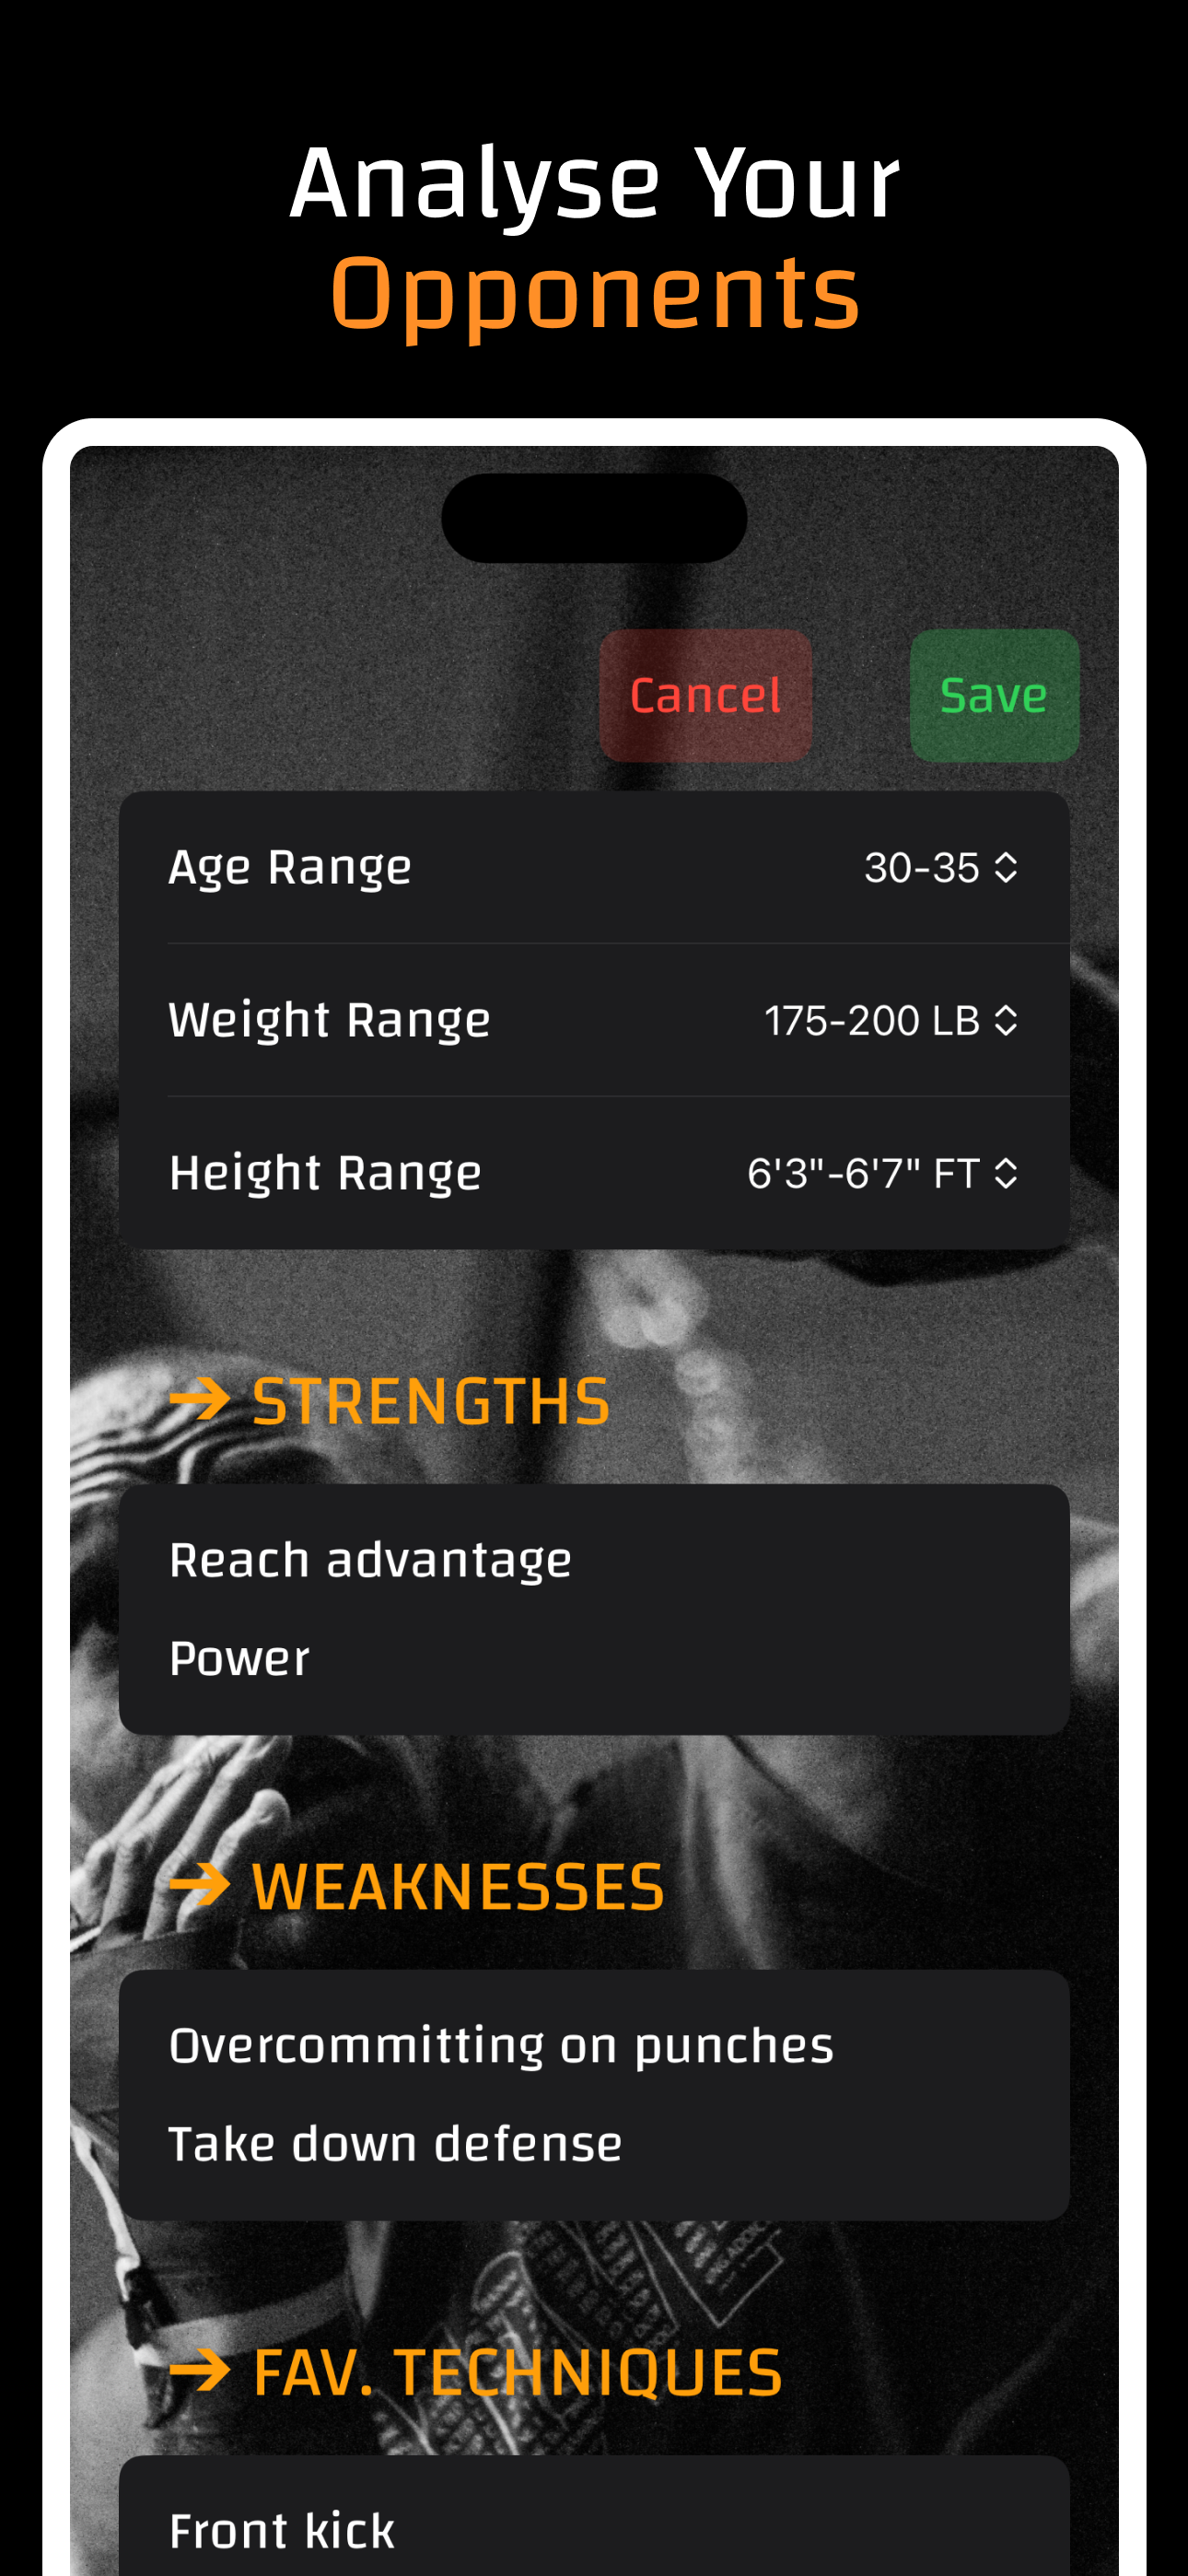 Analyse Your
Opponents
Cancel
Save
Age Range
30-35
Weight Range
175-200 LB
Height Range
6'3"-6'7" FT
➔ STRENGTHS
Reach advantage
Power
➔ WEAKNESSES
Overcommitting on punches
Take down defense
➔ FAV. TECHNIQUES
Front kick